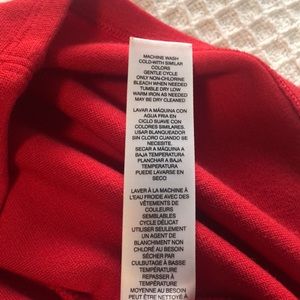 MACHINE WASH
COLD-WITH SIMILAR
COLORS
GENTLE CYCLE
ONLY NON-CHLORINE
BLEACH WHEN NEEDED
TUMBLE DRY LOW
WARM IRON AS NEEDED
MAY BE DRY CLEANED
LAVAR A MÁQUINA CON
AGUA FRIA EN
CICLO SUAVE CON
COLORES SIMILARES.
USAR BLANQUEADOR
SIN CLORO CUANDO SE
NECESITE.
SECAR A MÁQUINA A
BAJA TEMPERATURA
PLANCHAR A BAJA
TEMPERATURA
PUEDE LAVARSE EN
SECO
LAVER À LA MACHINE À
L'EAU FROIDE AVEC DES
VÊTEMENTS DE
COULEURS
SEMBLABLES
CYCLE DÉLICAT
UTILISER SEULEMENT
UN AGENT DE
BLANCHIMENT NON
CHLORÉ AU BESOIN
SÉCHER PAR
CULBUTAGE À BASSE
TEMPÉRATURE
REPASSER À
TEMPÉRATURE
MOYENNE AU BESOIN
PEUT ÊTRE NETTOYÉ À